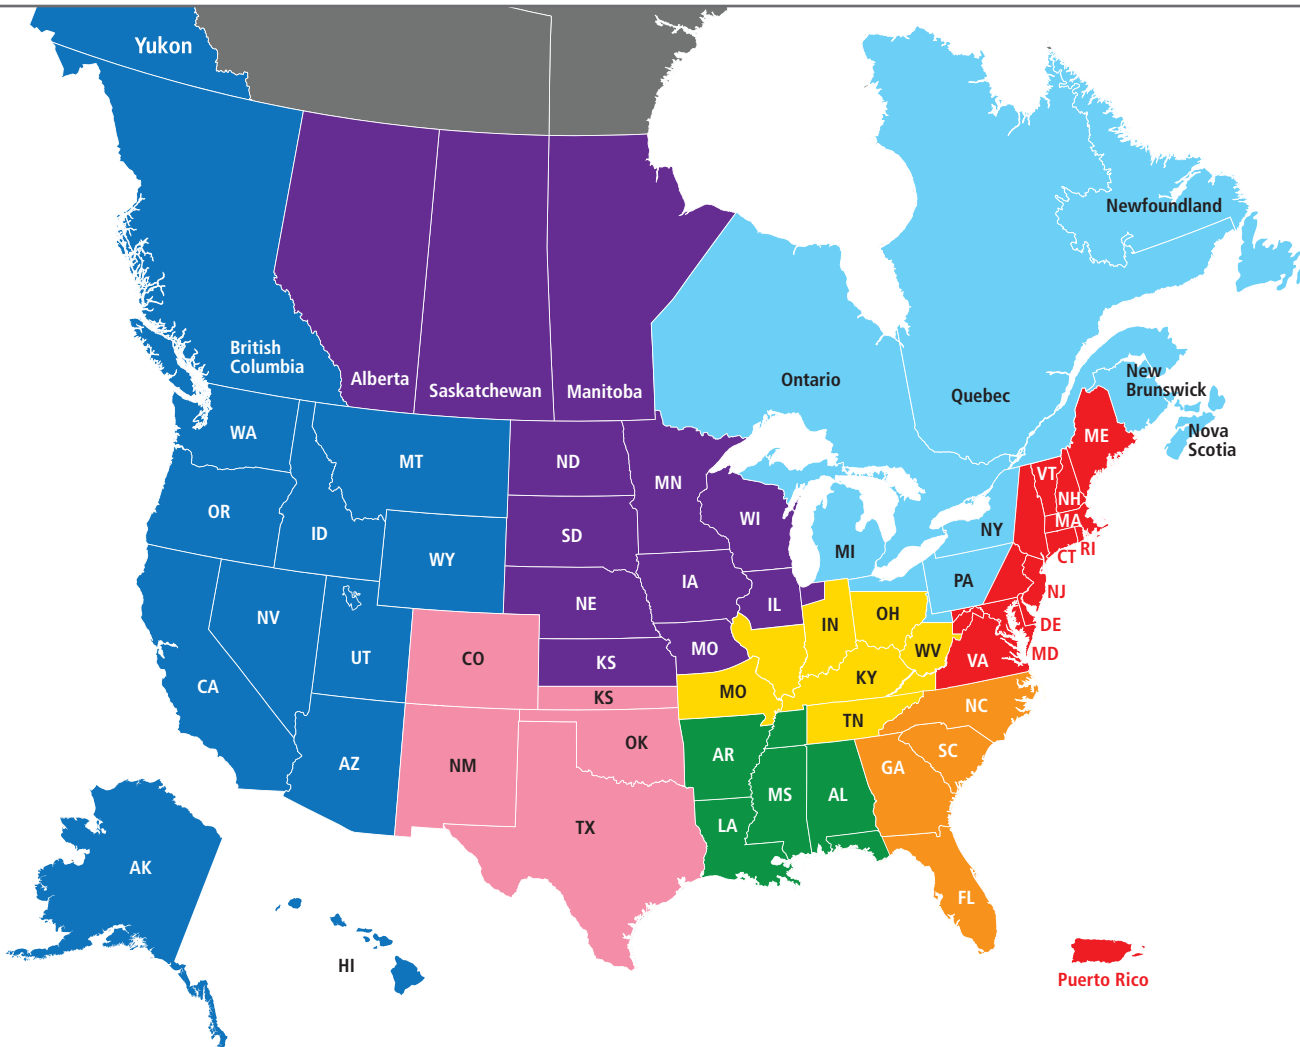 Yukon
Newfoundland
British
Columbia
Alberta
Saskatchewan
Manitoba
Ontario
Quebec
New
Brunswick
Nova
Scotia
WA
MT
ND
MN
ME
VT
NH
MA
CT
RI
OR
ID
WY
SD
WI
MI
NY
NV
UT
CO
NE
IA
IL
IN
OH
PA
NJ
DE
MD
CA
KS
MO
KS
MO
KY
WV
VA
AZ
NM
OK
AR
TN
NC
SC
GA
TX
LA
MS
AL
FL
AK
HI
Puerto Rico